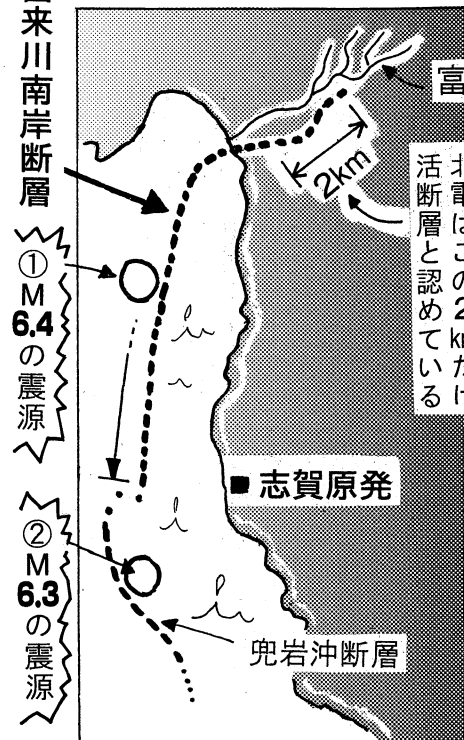 来川南岸断層
①M6.4の震源
②M6.3の震源
富
2km
北電はこの2kmだけ
活断層と認めている
■志賀原発
兜岩沖断層